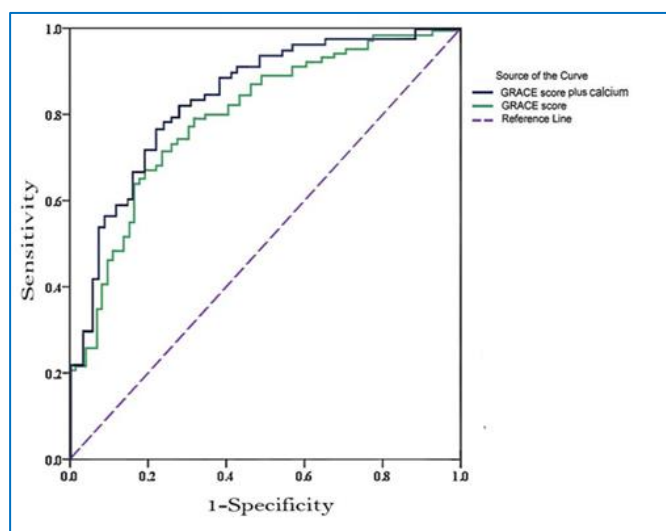 1.0
0.8
0.6
0.4
0.2
0.0
Sensitivity
0.0 0.2 0.4 0.6 0.8 1.0
1-Specificity
Source of the Curve
GRACE score plus calcium
GRACE score
Reference Line